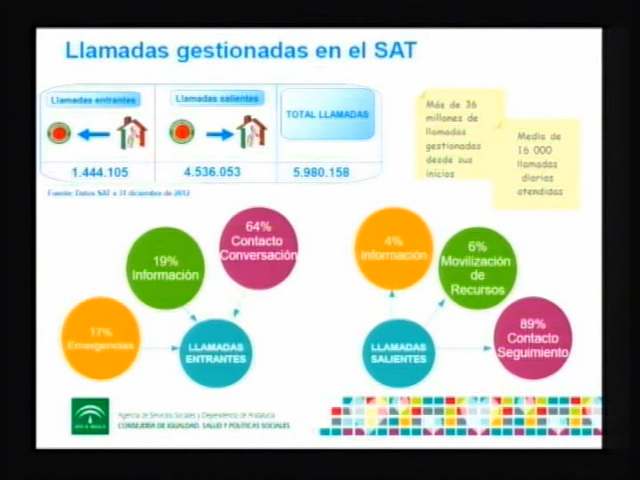 Llamadas gestionadas en el SAT
Llamadas entrantes
Llamadas salientes
TOTAL LLAMADAS
1.444.105
4.536.053
5.980.158
Fuente: Datos SAT a 31 diciembre de 2012
Más de 36
millones de
llamadas
gestionadas
desde sus
inicios
Media de
16 000
llamadas
diarias
atendidas
64%
Contacto
Conversación
19%
Información
17%
Emergencias
LLAMADAS
ENTRANTES
4%
Información
6%
Movilización
de
Recursos
89%
Contacto
Seguimiento
LLAMADAS
SALIENTES
Agencia de Servicios Sociales y Dependencia de Andalucía
CONSEJERÍA DE IGUALDAD, SALUD Y POLÍTICAS SOCIALES